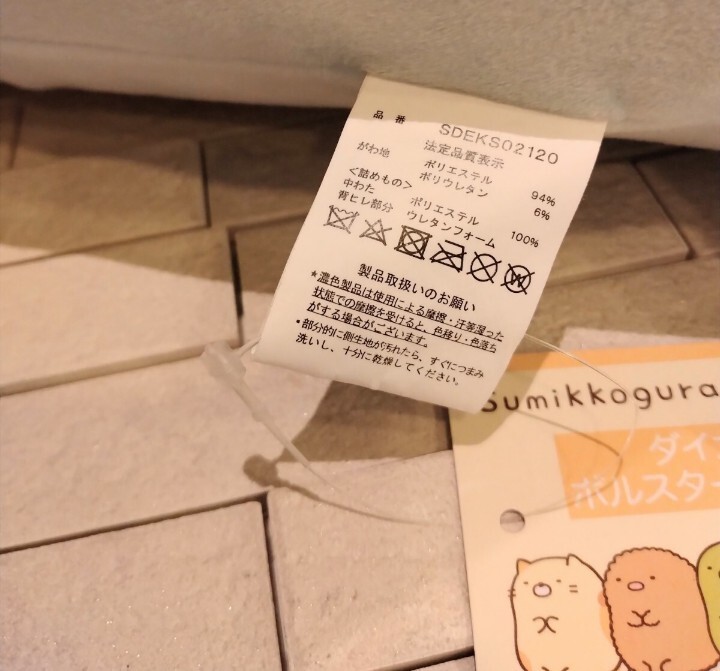 品番 SDEKS02120
法定品質表示
がわ地 ポリエステル 94%
ポリウレタン 6%
<詰めもの>
中わた ポリエステル 100%
背ヒレ部分 ウレタンフォーム
製品取扱いのお願い
★濃色製品は使用による摩擦・汗等湿った
状態での摩擦を受けると、色移り・色落ち
がする場合がございます。
・部分的に側生地が汚れたら、すぐにつまみ
洗いし、十分に乾燥してください。
Sumikkogura
ダイ
ボルスター